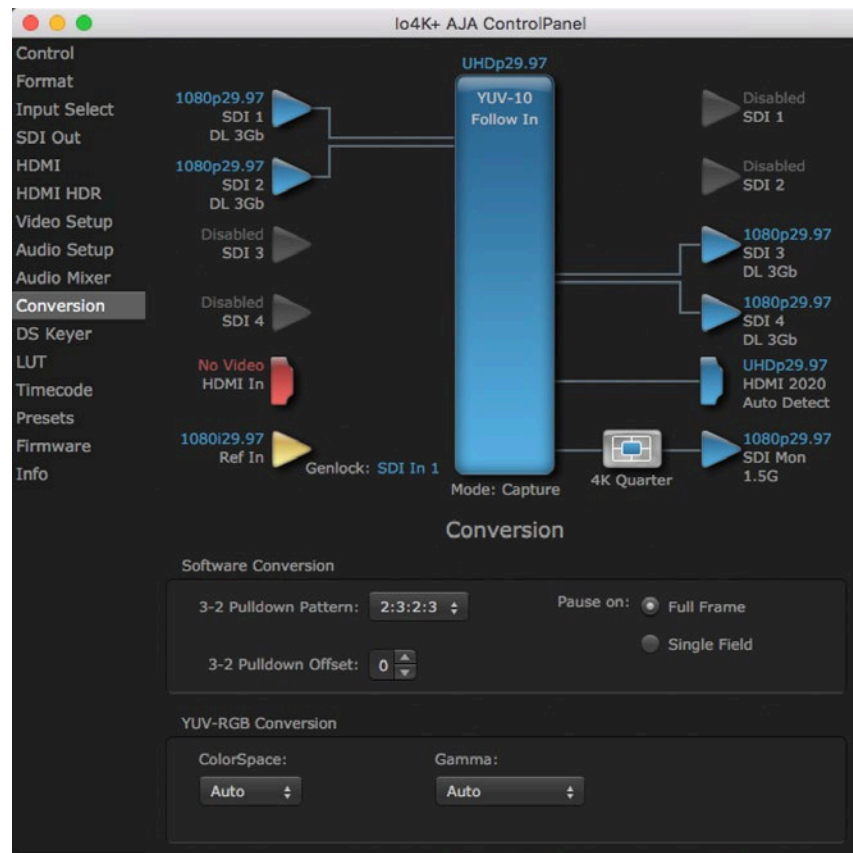 Io4K+ AJA ControlPanel
Control
Format
Input Select
SDI Out
HDMI
HDMI HDR
Video Setup
Audio Setup
Audio Mixer
Conversion
DS Keyer
LUT
Timecode
Presets
Firmware
Info
1080p29.97
SDI 1
DL 3Gb
1080p29.97
SDI 2
DL 3Gb
Disabled
SDI 3
Disabled
SDI 4
No Video
HDMI In
1080i29.97
Ref In
Genlock: SDI In 1
UHDp29.97
YUV-10
Follow In
Mode: Capture
4K Quarter
Disabled
SDI 1
Disabled
SDI 2
1080p29.97
SDI 3
DL 3Gb
1080p29.97
SDI 4
DL 3Gb
UHDp29.97
HDMI 2020
Auto Detect
1080p29.97
SDI Mon
1.5G
Conversion
Software Conversion
3-2 Pulldown Pattern: 2:3:2:3
Pause on: Full Frame
Single Field
3-2 Pulldown Offset: 0
YUV-RGB Conversion
ColorSpace: Gamma:
Auto Auto